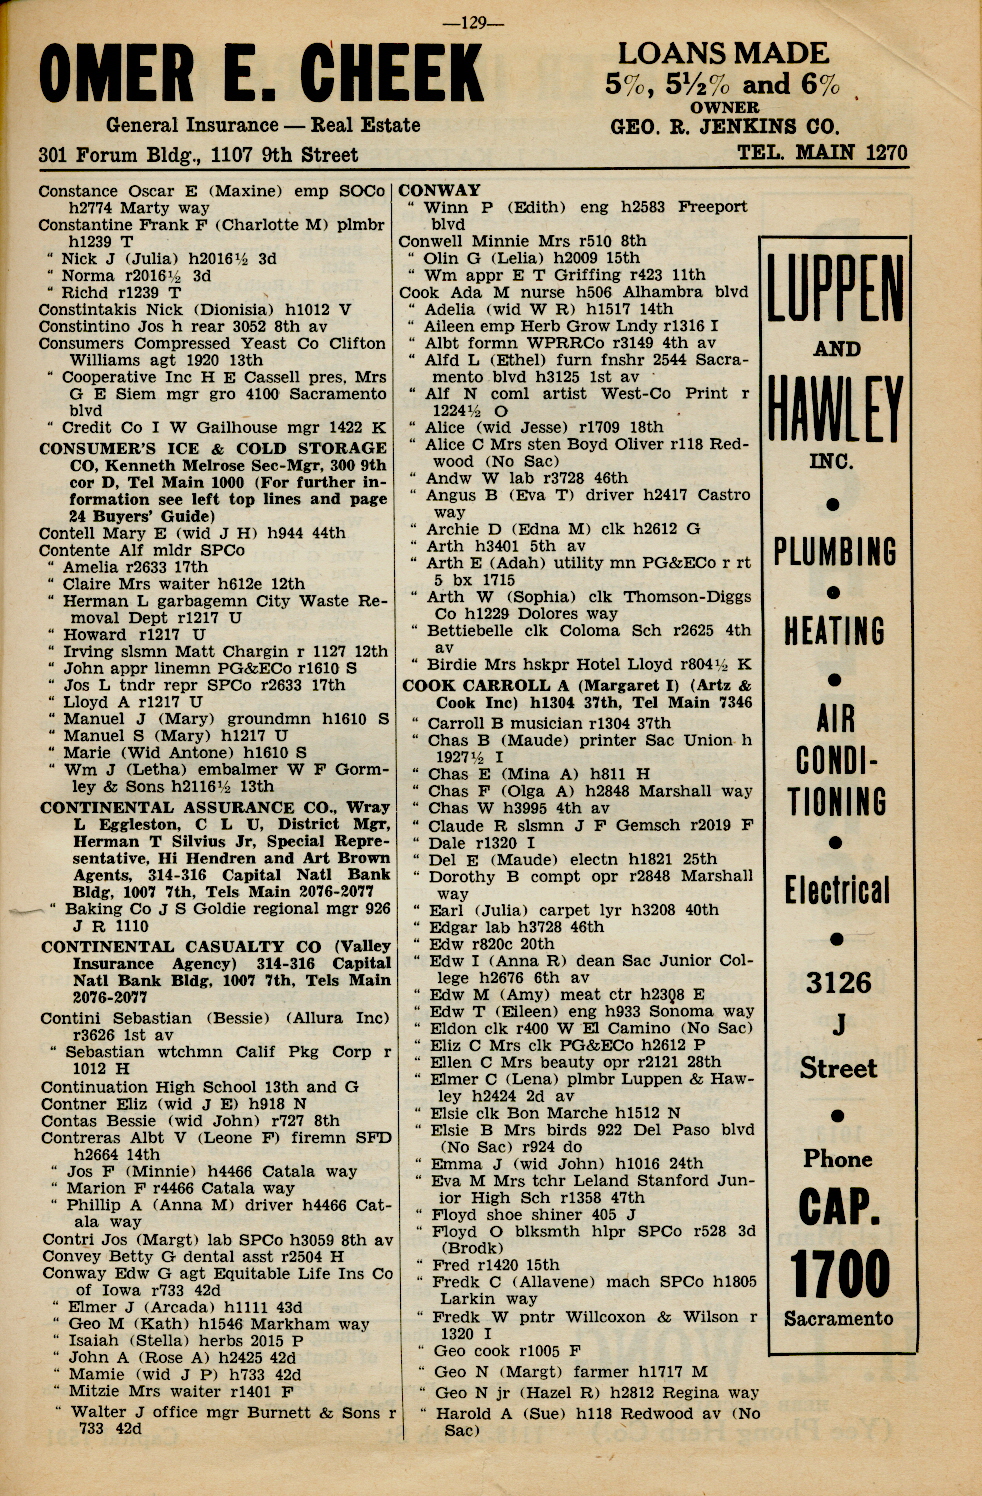 —129—
OMER E. CHEEK
General Insurance — Real Estate
301 Forum Bldg., 1107 9th Street
LOANS MADE
5%, 5½% and 6%
OWNER
GEO. R. JENKINS CO.
TEL. MAIN 1270
Constance Oscar E (Maxine) emp SOCo
h2774 Marty way
Constantine Frank F (Charlotte M) plmbr
h1239 T
" Nick J (Julia) h2016½ 3d
" Norma r2016½ 3d
" Richd r1239 T
Constintakis Nick (Dionisia) h1012 V
Constintino Jos h rear 3052 8th av
Consumers Compressed Yeast Co Clifton
Williams agt 1920 13th
" Cooperative Inc H E Cassell pres, Mrs
G E Siem mgr gro 4100 Sacramento
blvd
" Credit Co I W Gailhouse mgr 1422 K
CONSUMER'S ICE & COLD STORAGE
CO, Kenneth Melrose Sec-Mgr, 300 9th
cor D, Tel Main 1000 (For further in-
formation see left top lines and page
24 Buyers' Guide)
Contell Mary E (wid J H) h944 44th
Contente Alf mldr SPCo
" Amelia r2633 17th
" Claire Mrs waiter h612e 12th
" Herman L garbagemn City Waste Re-
moval Dept r1217 U
" Howard r1217 U
" Irving slsmn Matt Chargin r 1127 12th
" John appr linemn PG&ECo r1610 S
" Jos L tndr repr SPCo r2633 17th
" Lloyd A r1217 U
" Manuel J (Mary) groundmn h1610 S
" Manuel S (Mary) h1217 U
" Marie (Wid Antone) h1610 S
" Wm J (Letha) embalmer W F Gorm-
ley & Sons h2116½ 13th
CONTINENTAL ASSURANCE CO., Wray
L Eggleston, C L U, District Mgr,
Herman T Silvius Jr, Special Repre-
sentative, Hi Hendren and Art Brown
Agents, 314-316 Capital Natl Bank
Bldg, 1007 7th, Tels Main 2076-2077
" Baking Co J S Goldie regional mgr 926
J R 1110
CONTINENTAL CASUALTY CO (Valley
Insurance Agency) 314-316 Capital
Natl Bank Bldg, 1007 7th, Tels Main
2076-2077
Contini Sebastian (Bessie) (Allura Inc)
r3626 1st av
" Sebastian wtchmn Calif Pkg Corp r
1012 H
Continuation High School 13th and G
Contner Eliz (wid J E) h918 N
Contas Bessie (wid John) r727 8th
Contreras Albt V (Leone F) firemn SFD
h2664 14th
" Jos F (Minnie) h4466 Catala way
" Marion F r4466 Catala way
" Phillip A (Anna M) driver h4466 Cat-
ala way
Contri Jos (Margt) lab SPCo h3059 8th av
Convey Betty G dental asst r2504 H
Conway Edw G agt Equitable Life Ins Co
of Iowa r733 42d
" Elmer J (Arcada) h1111 43d
" Geo M (Kath) h1546 Markham way
" Isaiah (Stella) herbs 2015 P
" John A (Rose A) h2425 42d
" Mamie (wid J P) h733 42d
" Mitzie Mrs waiter r1401 F
" Walter J office mgr Burnett & Sons r
733 42d
CONWAY
" Winn P (Edith) eng h2583 Freeport
blvd
Conwell Minnie Mrs r510 8th
" Olin G (Lelia) h2009 15th
" Wm appr E T Griffing r423 11th
Cook Ada M nurse h506 Alhambra blvd
" Adelia (wid W R) h1517 14th
" Aileen emp Herb Grow Lndy r1316 I
" Albt formn WPRRCo r3149 4th av
" Alfd L (Ethel) furn fnshr 2544 Sacra-
mento blvd h3125 1st av
" Alf N coml artist West-Co Print r
1224½ O
" Alice (wid Jesse) r1709 18th
" Alice C Mrs sten Boyd Oliver r118 Red-
wood (No Sac)
" Andw W lab r3728 46th
" Angus B (Eva T) driver h2417 Castro
way
" Archie D (Edna M) clk h2612 G
" Arth h3401 5th av
" Arth E (Adah) utility mn PG&ECo r rt
5 bx 1715
" Arth W (Sophia) clk Thomson-Diggs
Co h1229 Dolores way
" Bettiebelle clk Coloma Sch r2625 4th
av
" Birdie Mrs hskpr Hotel Lloyd r804½ K
COOK CARROLL A (Margaret I) (Artz &
Cook Inc) h1304 37th, Tel Main 7346
" Carroll B musician r1304 37th
" Chas B (Maude) printer Sac Union h
1927½ I
" Chas E (Mina A) h811 H
" Chas F (Olga A) h2848 Marshall way
" Chas W h3995 4th av
" Claude R slsmn J F Gemsch r2019 F
" Dale r1320 I
" Del E (Maude) electn h1821 25th
" Dorothy B compt opr r2848 Marshall
way
" Earl (Julia) carpet lyr h3208 40th
" Edgar lab h3728 46th
" Edw r820c 20th
" Edw I (Anna R) dean Sac Junior Col-
lege h2676 6th av
" Edw M (Amy) meat ctr h2308 E
" Edw T (Eileen) eng h933 Sonoma way
" Eldon clk r400 W El Camino (No Sac)
" Eliz C Mrs clk PG&ECo h2612 P
" Ellen C Mrs beauty opr r2121 28th
" Elmer C (Lena) plmbr Luppen & Haw-
ley h2424 2d av
" Elsie clk Bon Marche h1512 N
" Elsie B Mrs birds 922 Del Paso blvd
(No Sac) r924 do
" Emma J (wid John) h1016 24th
" Eva M Mrs tchr Leland Stanford Jun-
ior High Sch r1358 47th
" Floyd shoe shiner 405 J
" Floyd O blksmth hlpr SPCo r528 3d
(Brodk)
" Fred r1420 15th
" Fredk C (Allavene) mach SPCo h1805
Larkin way
" Fredk W pntr Willcoxon & Wilson r
1320 I
" Geo cook r1005 F
" Geo N (Margt) farmer h1717 M
" Geo N jr (Hazel R) h2812 Regina way
" Harold A (Sue) h118 Redwood av (No
Sac)
LUPPEN
AND
HAWLEY
INC.
•
PLUMBING
•
HEATING
•
AIR
CONDI-
TIONING
•
Electrical
•
3126
J
Street
•
Phone
CAP.
1700
Sacramento